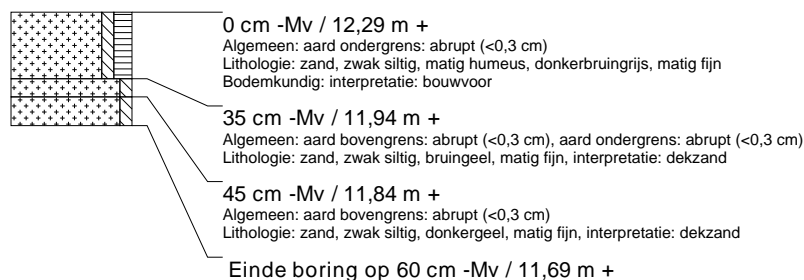 0 cm -Mv / 12,29 m +
Algemeen: aard ondergrens: abrupt (<0,3 cm)
Lithologie: zand, zwak siltig, matig humeus, donkerbruingrijs, matig fijn
Bodemkundig: interpretatie: bouwvoor
35 cm -Mv / 11,94 m +
Algemeen: aard bovengrens: abrupt (<0,3 cm), aard ondergrens: abrupt (<0,3 cm)
Lithologie: zand, zwak siltig, bruingeel, matig fijn, interpretatie: dekzand
45 cm -Mv / 11,84 m +
Algemeen: aard bovengrens: abrupt (<0,3 cm)
Lithologie: zand, zwak siltig, donkergeel, matig fijn, interpretatie: dekzand
Einde boring op 60 cm -Mv / 11,69 m +